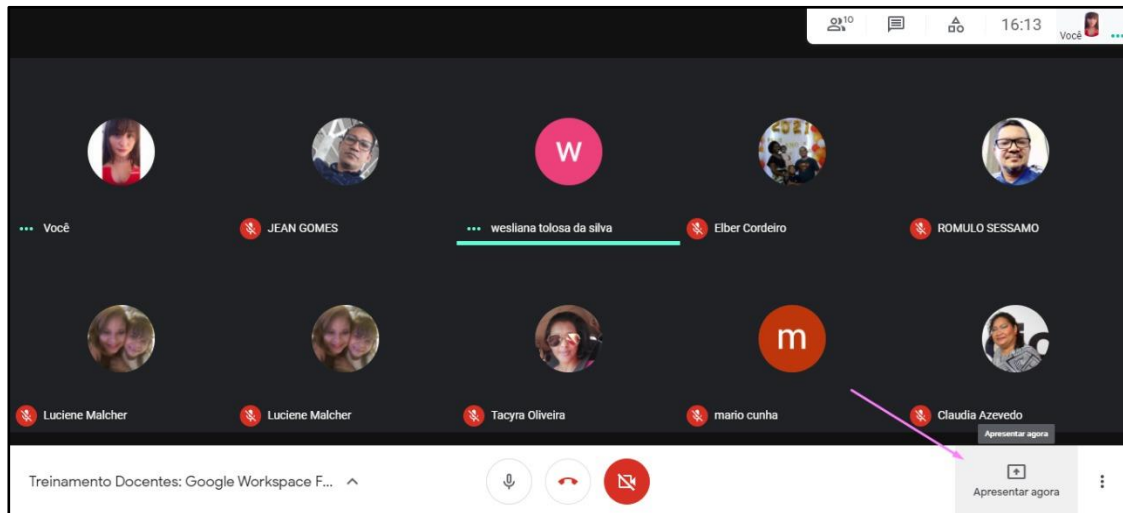 10
16:13
Você
W
Você
JEAN GOMES
wesliana tolosa da silva
Elber Cordeiro
ROMULO SESSAMO
m
Luciene Malcher
Luciene Malcher
Tacyra Oliveira
mario cunha
Claudia Azevedo
Apresentar agora
Treinamento Docentes: Google Workspace F...
Apresentar agora